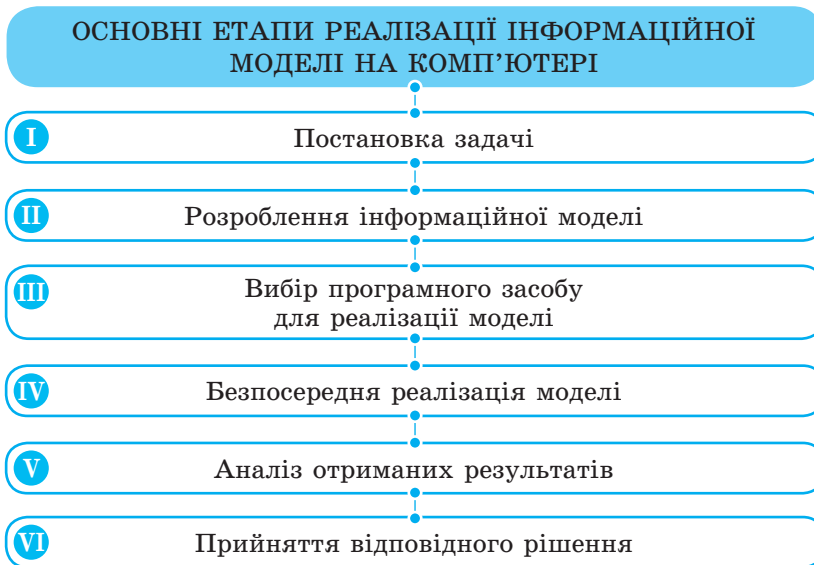 ОСНОВНІ ЕТАПИ РЕАЛІЗАЦІЇ ІНФОРМАЦІЙНОЇ
МОДЕЛІ НА КОМП’ЮТЕРІ
I Постановка задачі
II Розроблення інформаційної моделі
III Вибір програмного засобу
для реалізації моделі
IV Безпосередня реалізація моделі
V Аналіз отриманих результатів
VI Прийняття відповідного рішення